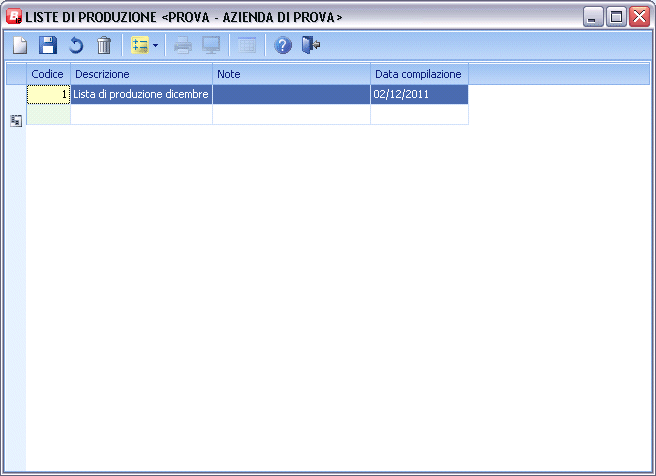 LISTE DI PRODUZIONE <PROVA - AZIENDA DI PROVA>
Codice Descrizione Note Data compilazione
1 Lista di produzione dicembre 02/12/2011